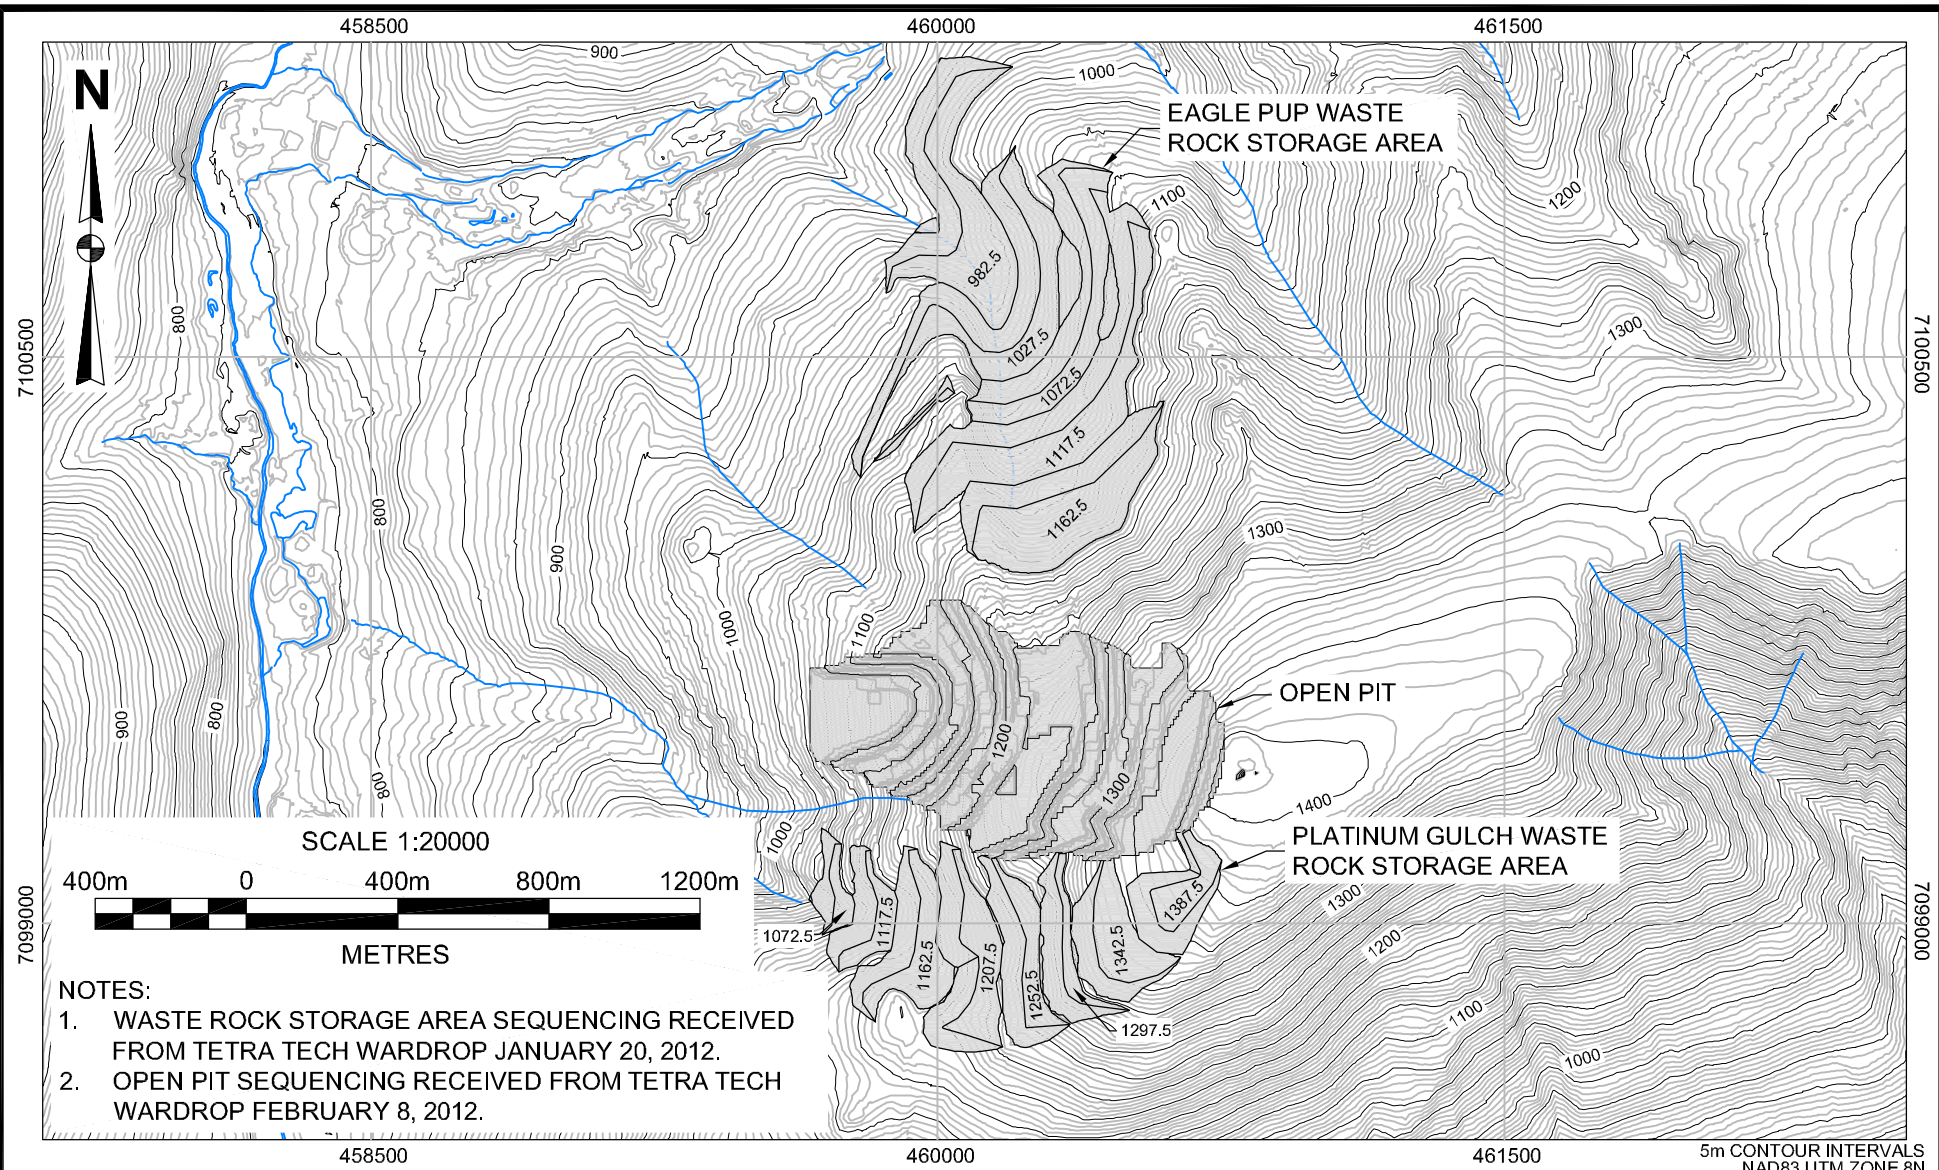 458500
460000
461500
900
1000
N
EAGLE PUP WASTE
ROCK STORAGE AREA
1100
1200
982.5
800
1300
7100500
7100500
1027.5
1072.5
1117.5
800
1162.5
1300
900
1000
1100
OPEN PIT
900
800
1200
800
1300
1400
SCALE 1:20000
1000
PLATINUM GULCH WASTE
ROCK STORAGE AREA
400m 0 400m 800m 1200m
1387.5
1300
7099000
7099000
1117.5
1072.5
1200
METRES
1162.5
1207.5
1342.5
1252.5
1297.5
1100
1000
NOTES:
1. WASTE ROCK STORAGE AREA SEQUENCING RECEIVED
FROM TETRA TECH WARDROP JANUARY 20, 2012.
2. OPEN PIT SEQUENCING RECEIVED FROM TETRA TECH
WARDROP FEBRUARY 8, 2012.
458500
460000
461500
5m CONTOUR INTERVALS
NAD83 UTM ZONE 8N